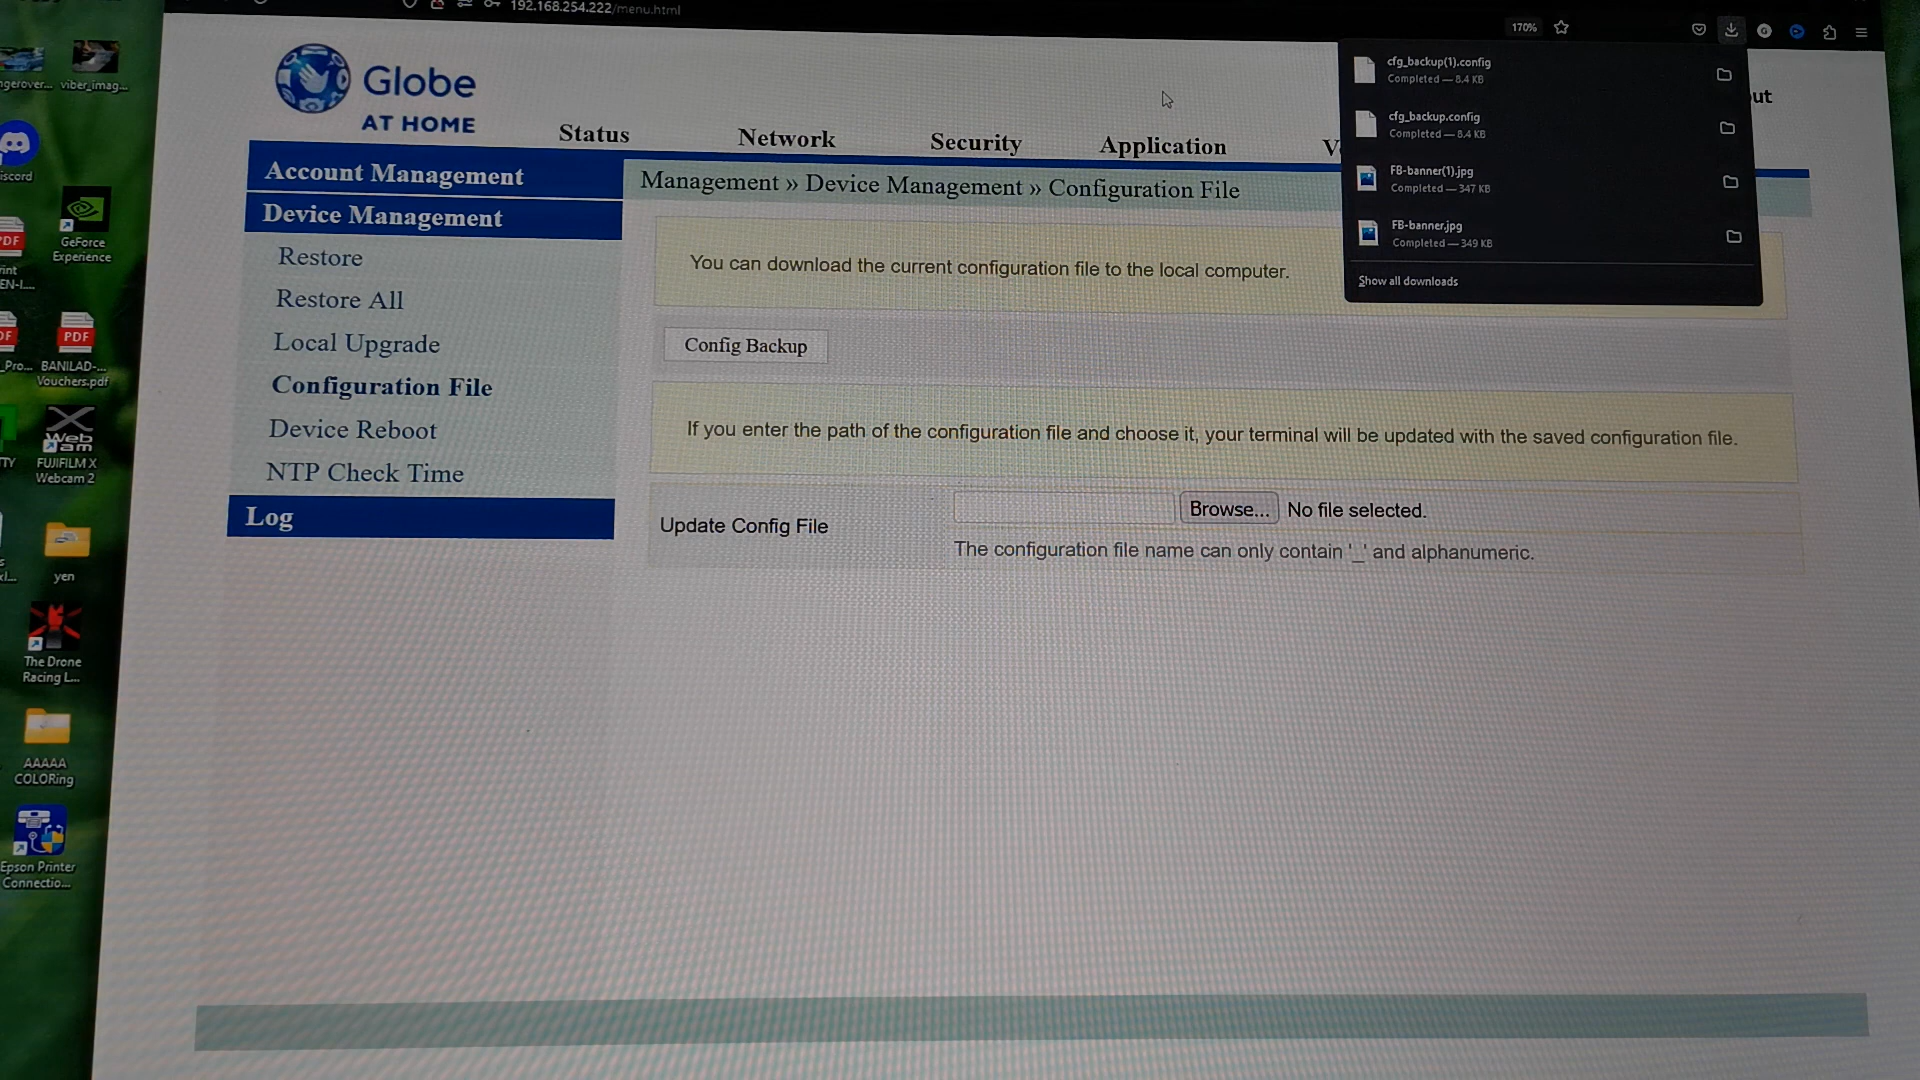 192.168.254.222/menu.html
170%
Globe
AT HOME
Status
Network
Security
Application
Account Management
Device Management
Restore
Restore All
Local Upgrade
Configuration File
Device Reboot
NTP Check Time
Log
Management » Device Management » Configuration File
You can download the current configuration file to the local computer.
Config Backup
If you enter the path of the configuration file and choose it, your terminal will be updated with the saved configuration file.
Update Config File
Browse...
No file selected.
The configuration file name can only contain '_' and alphanumeric.
cfg_backup(1).config
Completed — 8.4 KB
cfg_backup.config
Completed — 8.4 KB
FB-banner(1).jpg
Completed — 347 KB
FB-banner.jpg
Completed — 349 KB
Show all downloads
viber_imag...
GeForce
Experience
PDF
BANILAD-...
Vouchers.pdf
Web
FUJIFILM X
Webcam 2
yen
The Drone
Racing L...
AAAAA
COLORing
Epson Printer
Connectio...